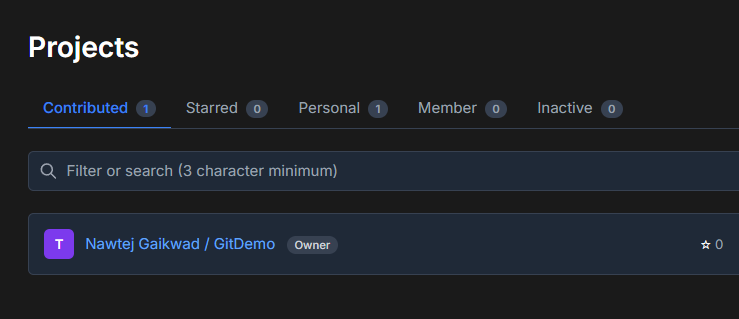 Projects
Contributed 1 Starred 0 Personal 1 Member 0 Inactive 0
Filter or search (3 character minimum)
T Nawtej Gaikwad / GitDemo Owner 0